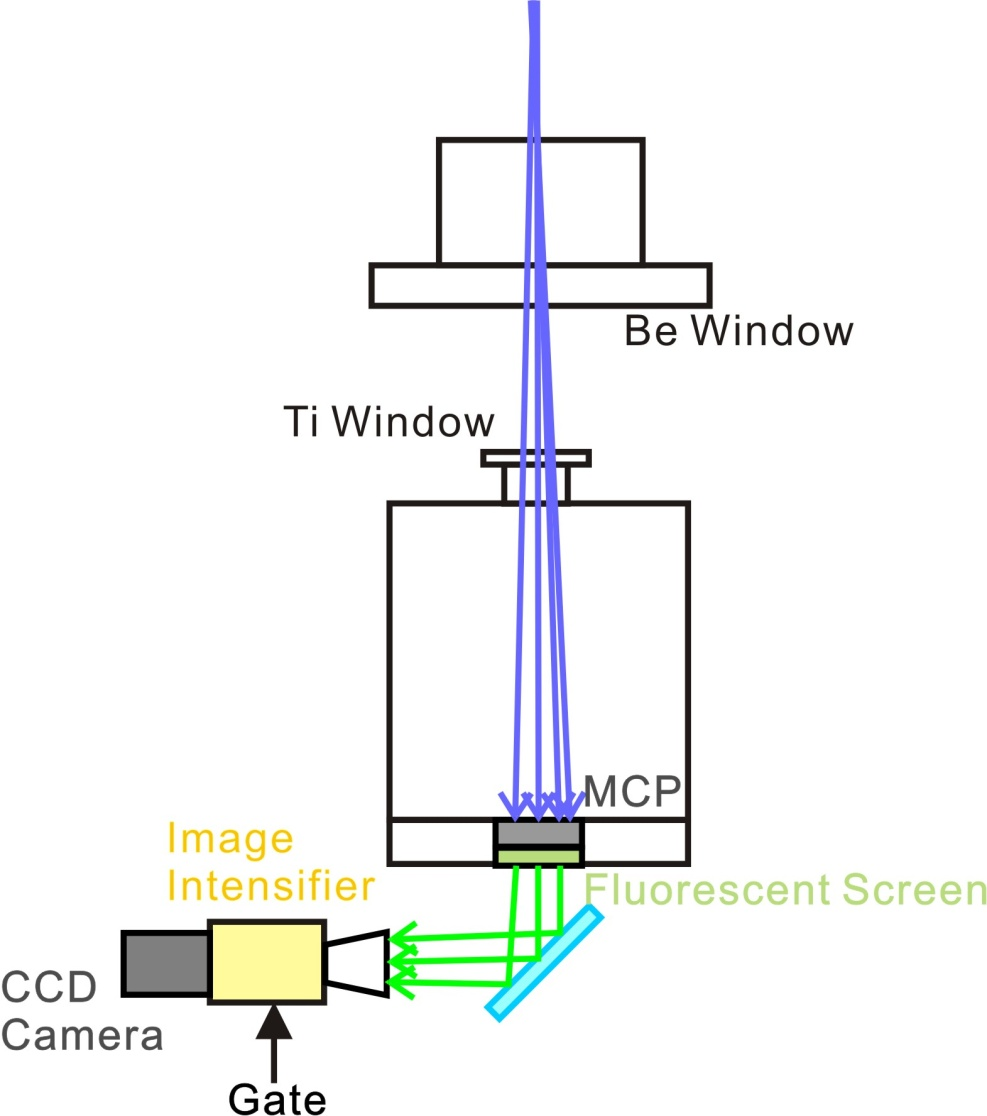 Be Window
Ti Window
MCP
Image
Intensifier
Fluorescent Screen
CCD
Camera
Gate